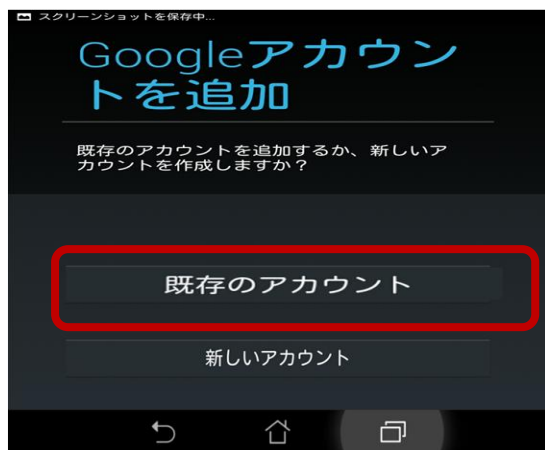 スクリーンショットを保存中...
Googleアカウン
トを追加
既存のアカウントを追加するか、新しいア
カウントを作成しますか？
既存のアカウント
新しいアカウント